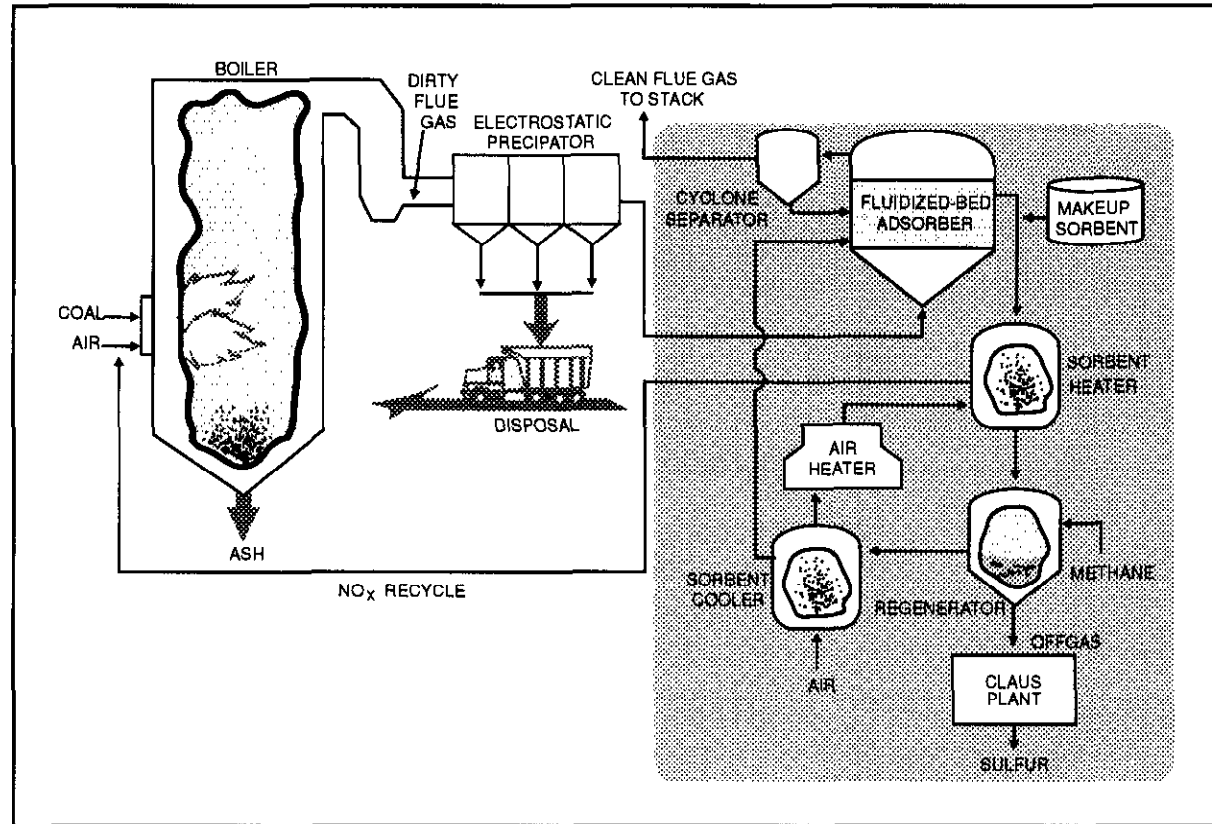 BOILER
DIRTY
FLUE
GAS
CLEAN FLUE GAS
TO STACK
ELECTROSTATIC
PRECIPATOR
CYCLONE
SEPARATOR
FLUIDIZED-BED
ADSORBER
MAKEUP
SORBENT
COAL
AIR
SORBENT
HEATER
DISPOSAL
AIR
HEATER
ASH
NOX RECYCLE
SORBENT
COOLER
REGENERATOR
METHANE
OFFGAS
AIR
CLAUS
PLANT
SULFUR